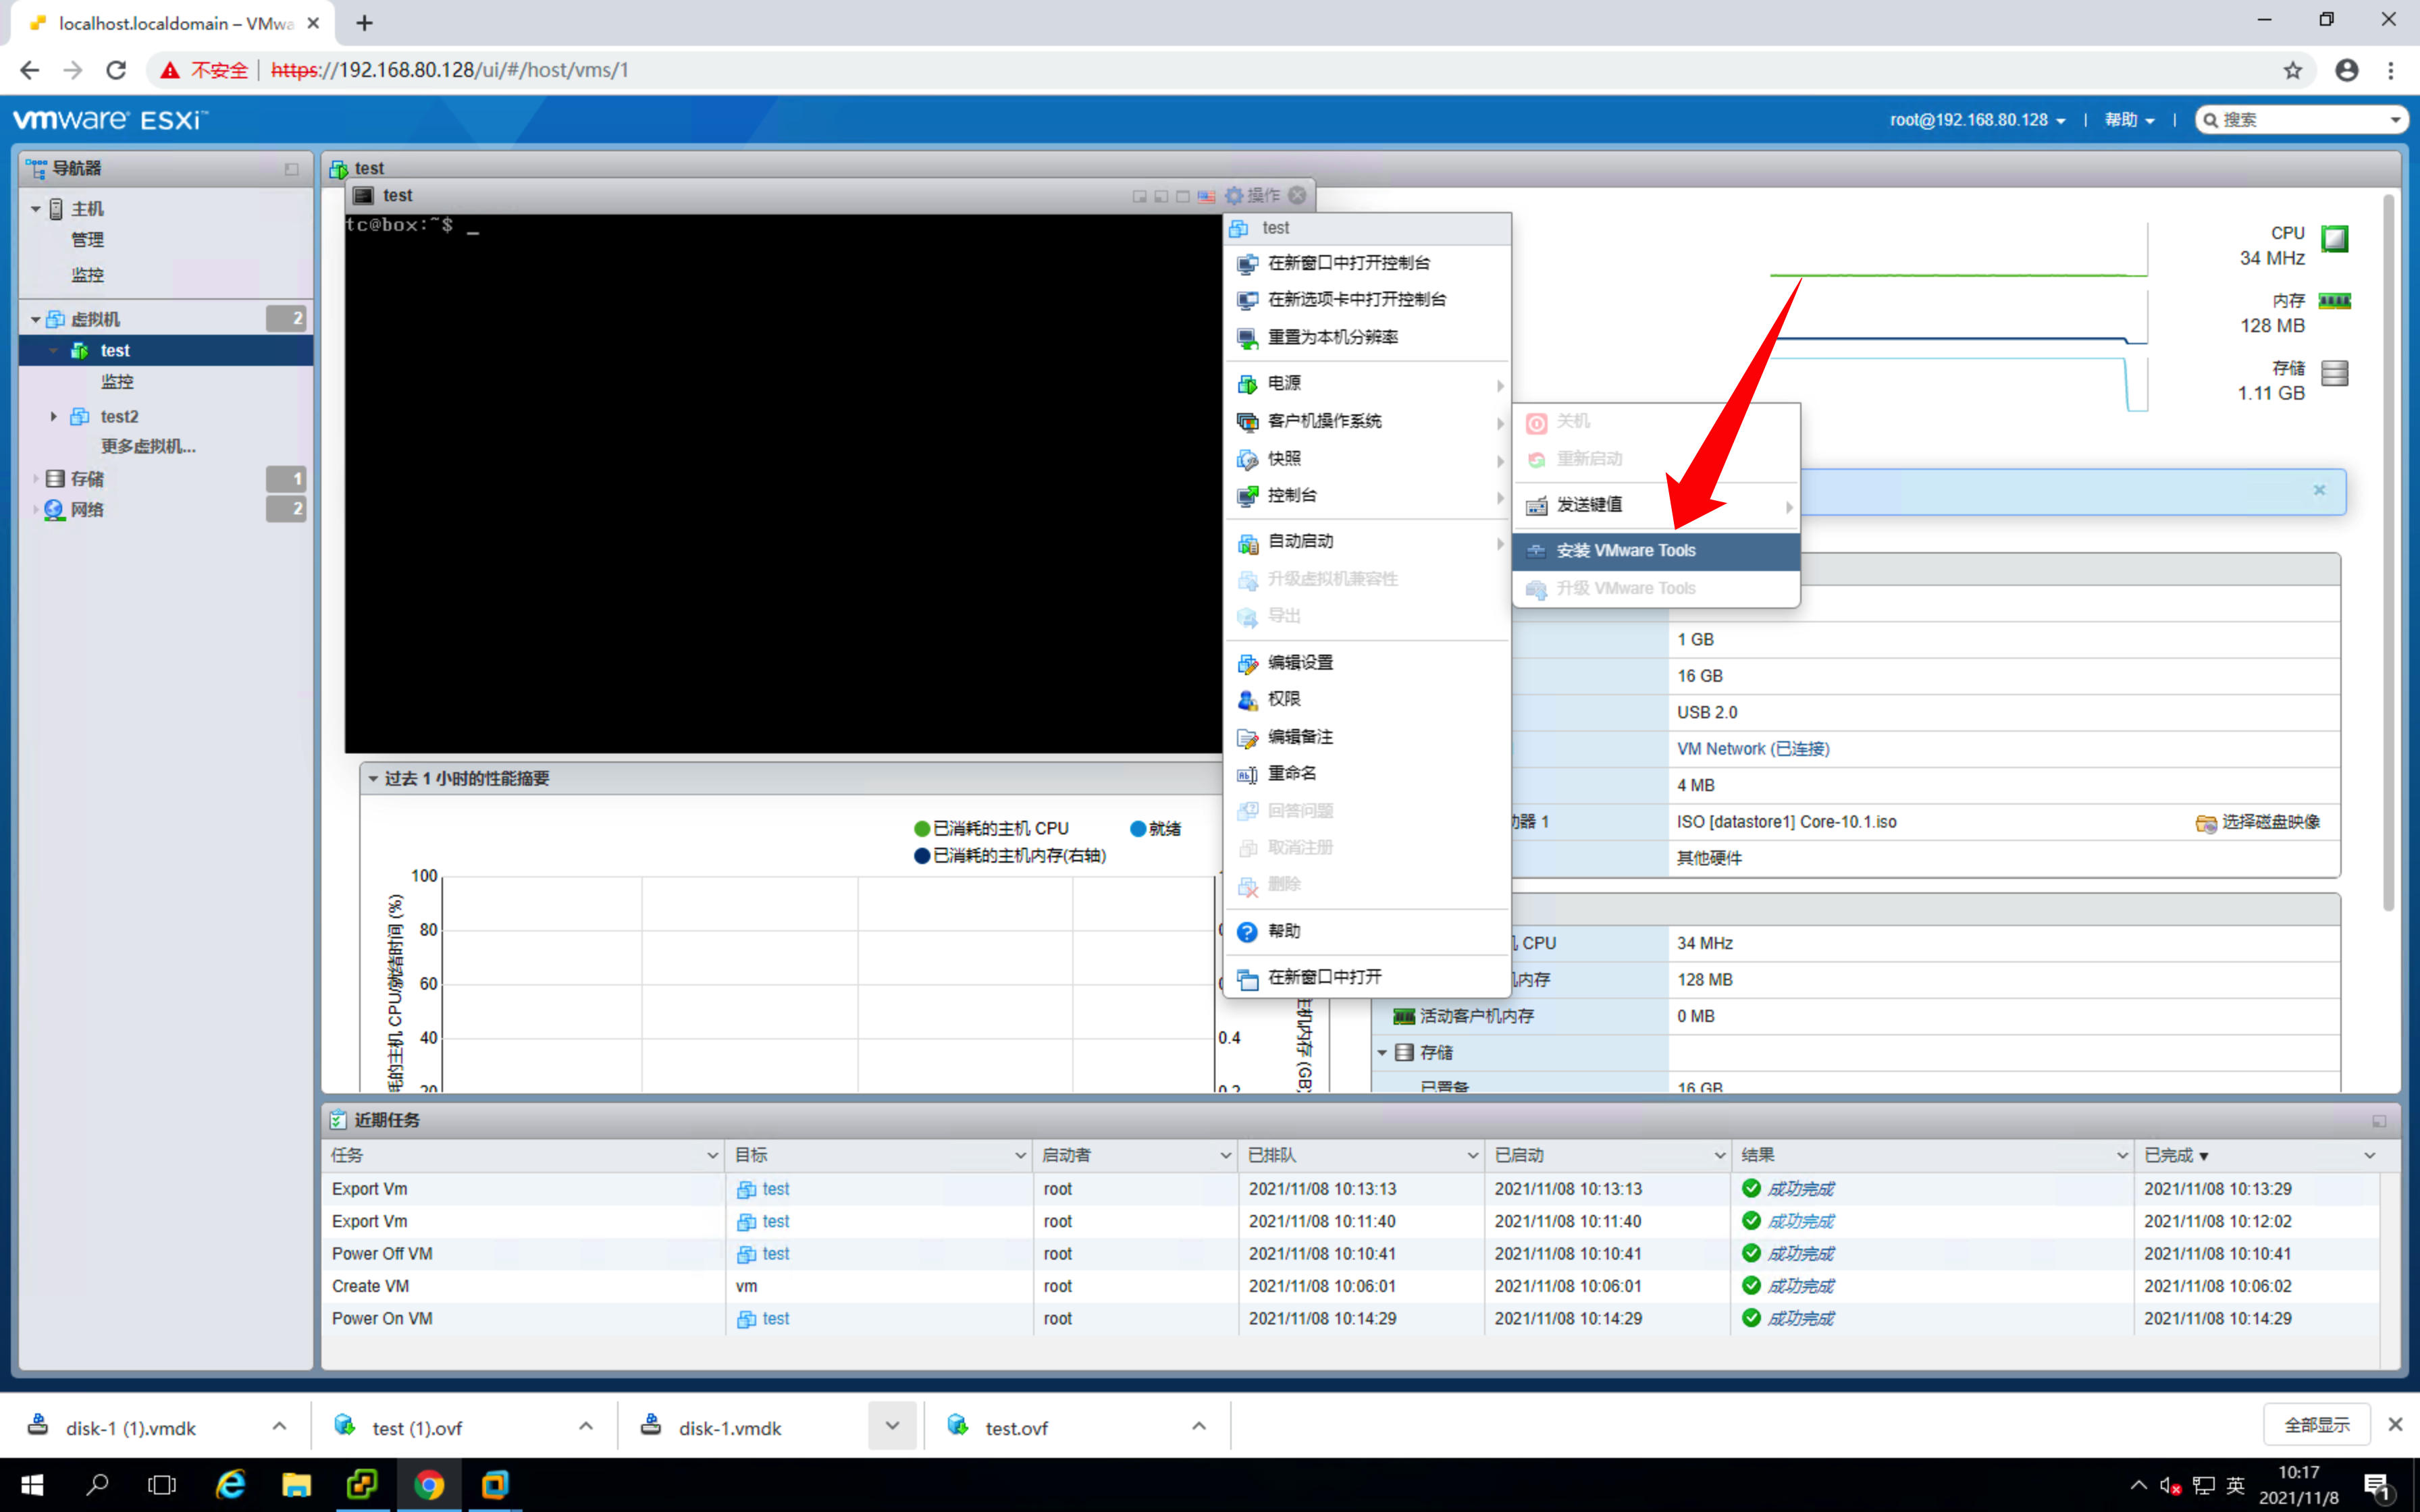 localhost.localdomain – VMwa
不安全 | https://192.168.80.128/ui/#/host/vms/1
vmware ESXi™
root@192.168.80.128 | 帮助 | 搜索
导航器
主机
管理
监控
虚拟机 2
test
监控
test2
更多虚拟机...
存储 1
网络 2
test
test 操作
tc@box:~$ _
test
在新窗口中打开控制台
在新选项卡中打开控制台
重置为本机分辨率
电源
客户机操作系统
快照
控制台
自动启动
升级虚拟机兼容性
导出
编辑设置
权限
编辑备注
重命名
回答问题
取消注册
删除
帮助
在新窗口中打开
关机
重新启动
发送键值
安装 VMware Tools
升级 VMware Tools
CPU
34 MHz
内存
128 MB
存储
1.11 GB
1 GB
16 GB
USB 2.0
VM Network (已连接)
4 MB
器 1 ISO [datastore1] Core-10.1.iso 选择磁盘映像
其他硬件
CPU 34 MHz
内存 128 MB
活动客户机内存 0 MB
存储
已置备 16 GB
过去 1 小时的性能摘要
已消耗的主机 CPU 就绪
已消耗的主机内存(右轴)
100
80
60
40
20
0.4
0.2
耗的主机 CPU/就绪时间 (%)
主机内存 (GB)
近期任务
任务 目标 启动者 已排队 已启动 结果 已完成 ▼
Export Vm test root 2021/11/08 10:13:13 2021/11/08 10:13:13 成功完成 2021/11/08 10:13:29
Export Vm test root 2021/11/08 10:11:40 2021/11/08 10:11:40 成功完成 2021/11/08 10:12:02
Power Off VM test root 2021/11/08 10:10:41 2021/11/08 10:10:41 成功完成 2021/11/08 10:10:41
Create VM vm root 2021/11/08 10:06:01 2021/11/08 10:06:01 成功完成 2021/11/08 10:06:02
Power On VM test root 2021/11/08 10:14:29 2021/11/08 10:14:29 成功完成 2021/11/08 10:14:29
disk-1 (1).vmdk test (1).ovf disk-1.vmdk test.ovf 全部显示
英 10:17
2021/11/8 1